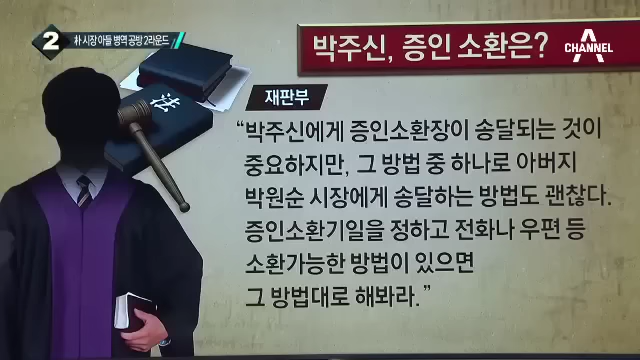 2 朴 시장 아들 병역 공방 2라운드
박주신, 증인 소환은?
CHANNEL A
法
재판부
“박주신에게 증인소환장이 송달되는 것이
중요하지만, 그 방법 중 하나로 아버지
박원순 시장에게 송달하는 방법도 괜찮다.
증인소환기일을 정하고 전화나 우편 등
소환가능한 방법이 있으면
그 방법대로 해봐라.”